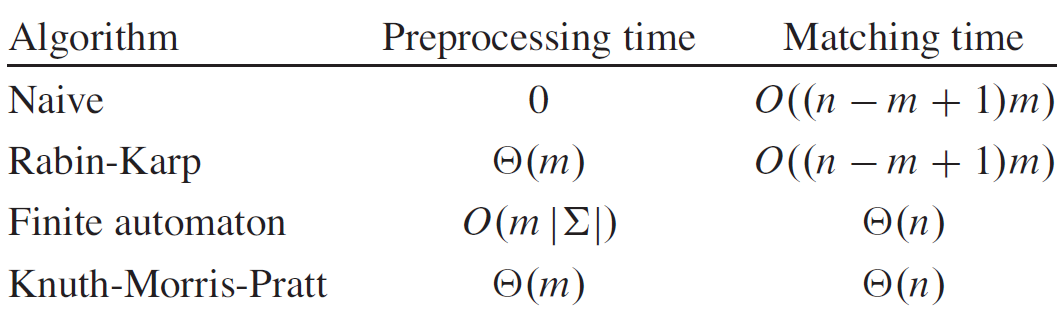 Algorithm Preprocessing time Matching time
Naive 0 O((n − m + 1)m)
Rabin-Karp Θ(m) O((n − m + 1)m)
Finite automaton O(m |Σ|) Θ(n)
Knuth-Morris-Pratt Θ(m) Θ(n)